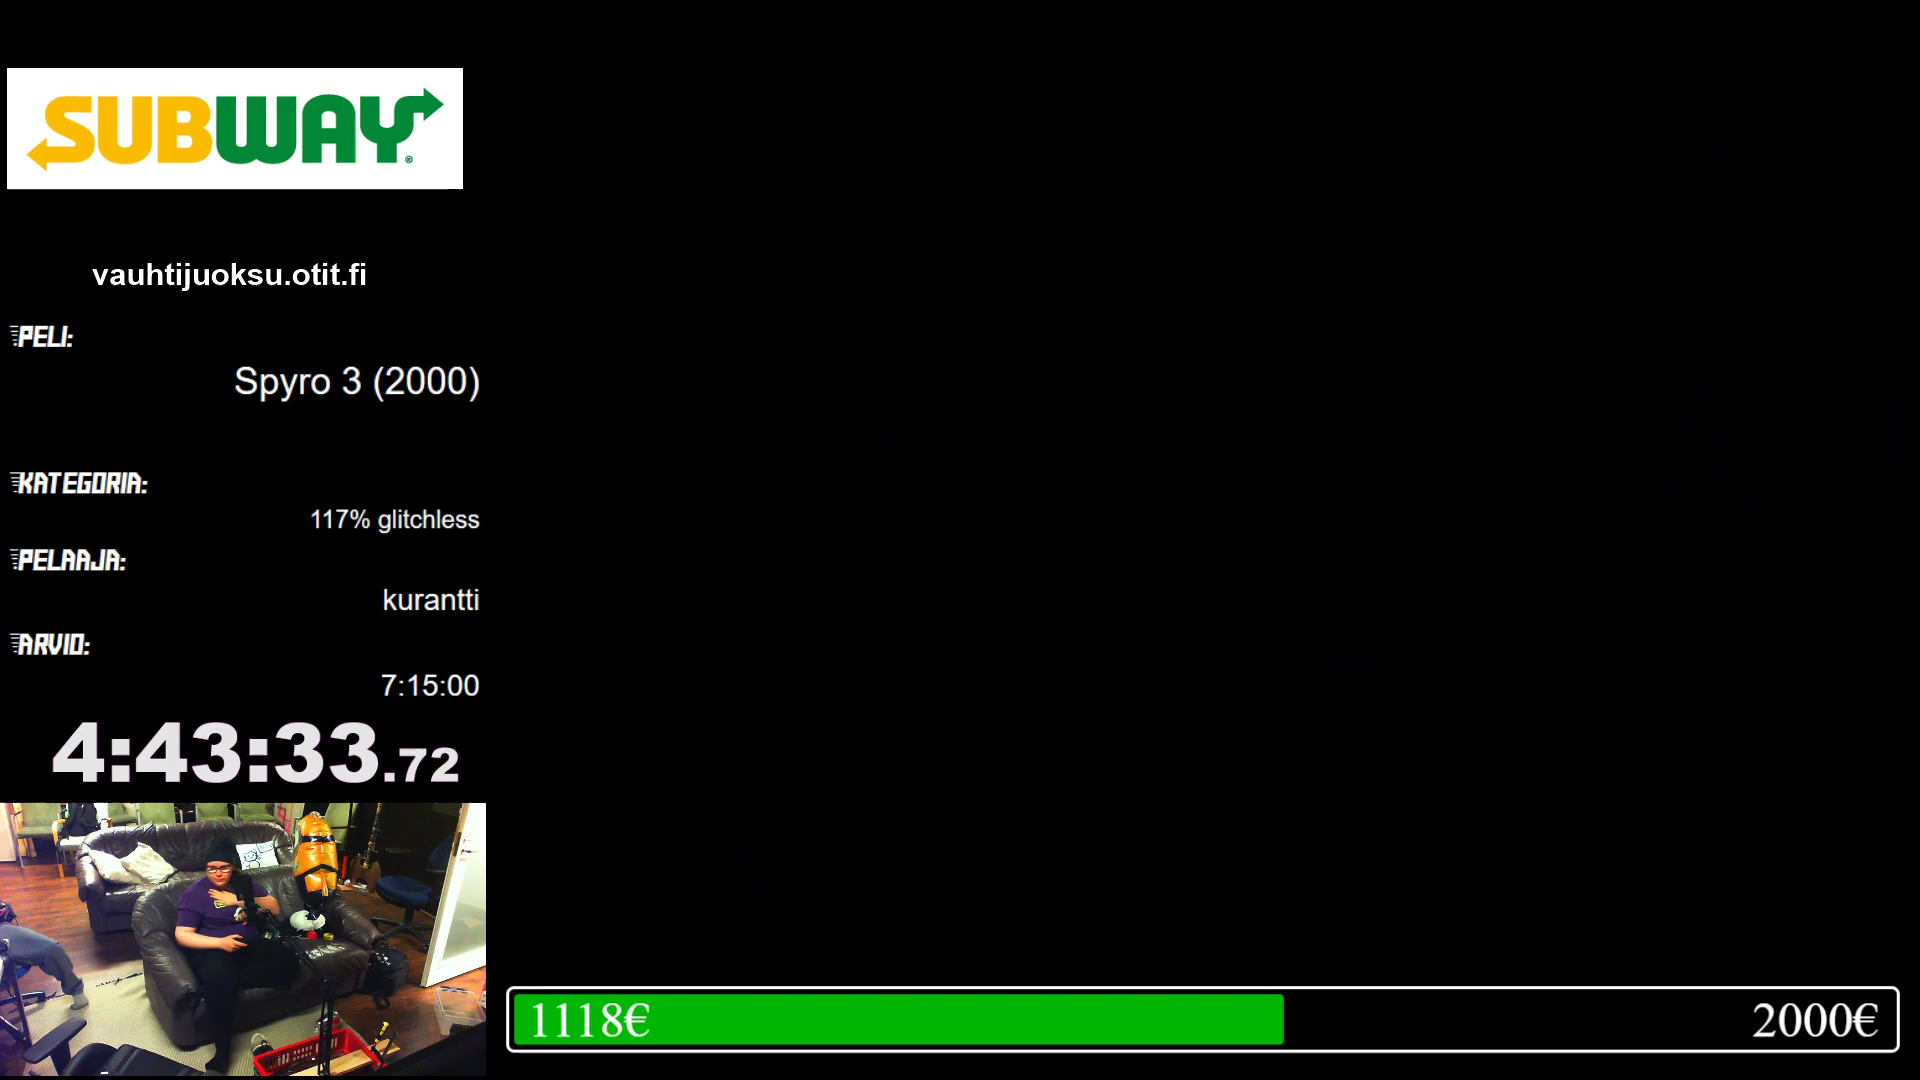 SUBWAY®
vauhtijuoksu.otit.fi
PELI:
Spyro 3 (2000)
KATEGORIA:
117% glitchless
PELAAJA:
kurantti
ARVIO:
7:15:00
4:43:33.72
1118€
2000€